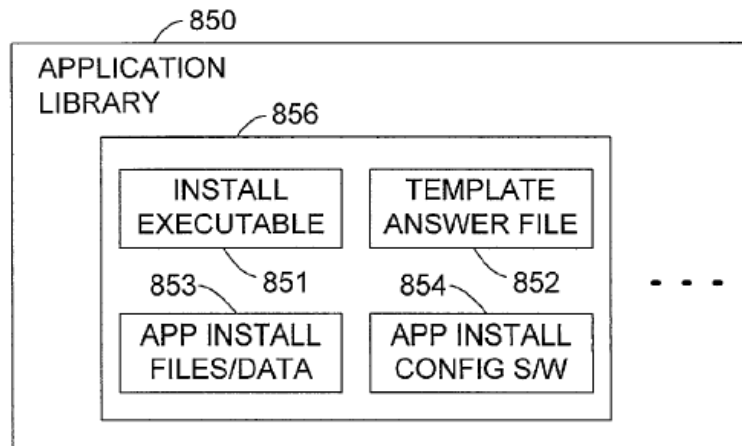 850
APPLICATION
LIBRARY
856
INSTALL
EXECUTABLE
TEMPLATE
ANSWER FILE
851
852
853
854
APP INSTALL
FILES/DATA
APP INSTALL
CONFIG S/W
- - -